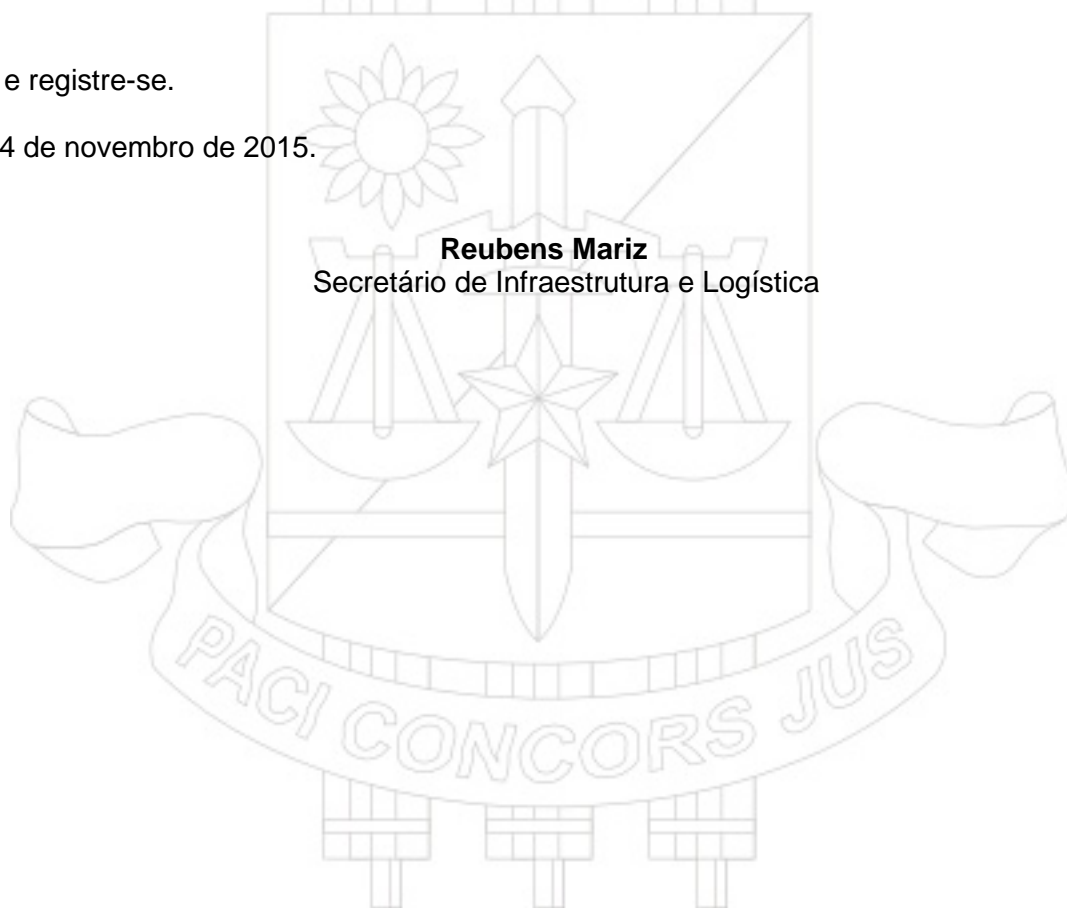 e registre-se.
4 de novembro de 2015.
Reubens Mariz
Secretário de Infraestrutura e Logística
PACI CONCORS JUS